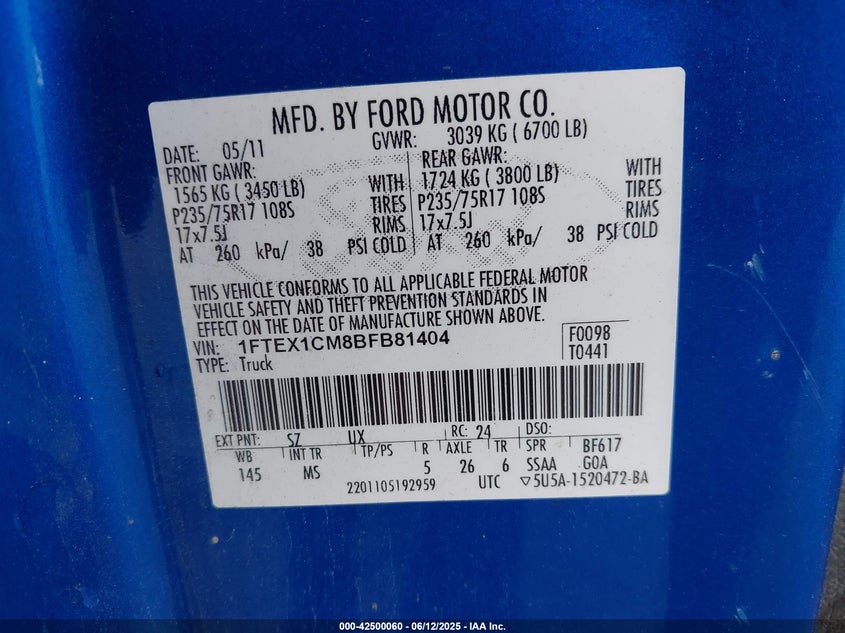 MFD. BY FORD MOTOR CO.
DATE: 05/11 GVWR: 3039 KG ( 6700 LB)
FRONT GAWR: REAR GAWR:
1565 KG ( 3450 LB) WITH 1724 KG ( 3800 LB) WITH
P235/75R17 108S TIRES P235/75R17 108S TIRES
17x7.5J RIMS 17x7.5J RIMS
AT 260 kPa/ 38 PSI COLD AT 260 kPa/ 38 PSI COLD
THIS VEHICLE CONFORMS TO ALL APPLICABLE FEDERAL MOTOR
VEHICLE SAFETY AND THEFT PREVENTION STANDARDS IN
EFFECT ON THE DATE OF MANUFACTURE SHOWN ABOVE.
VIN: 1FTEX1CM8BFB81404 F0098
TYPE: Truck T0441
EXT PNT: SZ UX RC: 24 DSO:
WB INT TR TP/PS R AXLE TR SPR BF617
145 MS 5 26 6 SSAA GOA
2201105192959 UTC ▽5U5A-1520472-BA
000-42500060 - 06/12/2025 - IAA Inc.